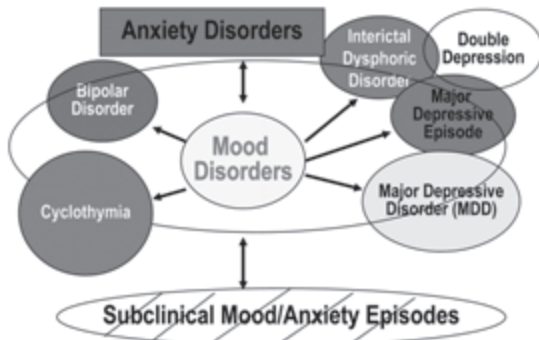 Anxiety Disorders
Interictal
Dysphoric
Disorder
Double
Depression
Bipolar
Disorder
Major
Depressive
Episode
Mood
Disorders
Cyclothymia
Major Depressive
Disorder (MDD)
Subclinical Mood/Anxiety Episodes